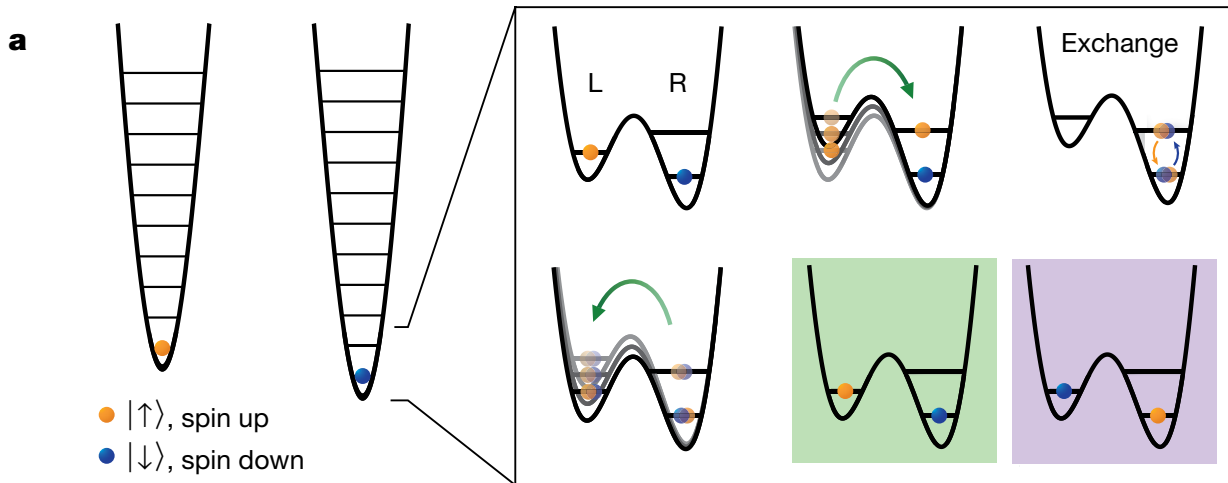 a
L R
Exchange
|↑⟩, spin up
|↓⟩, spin down